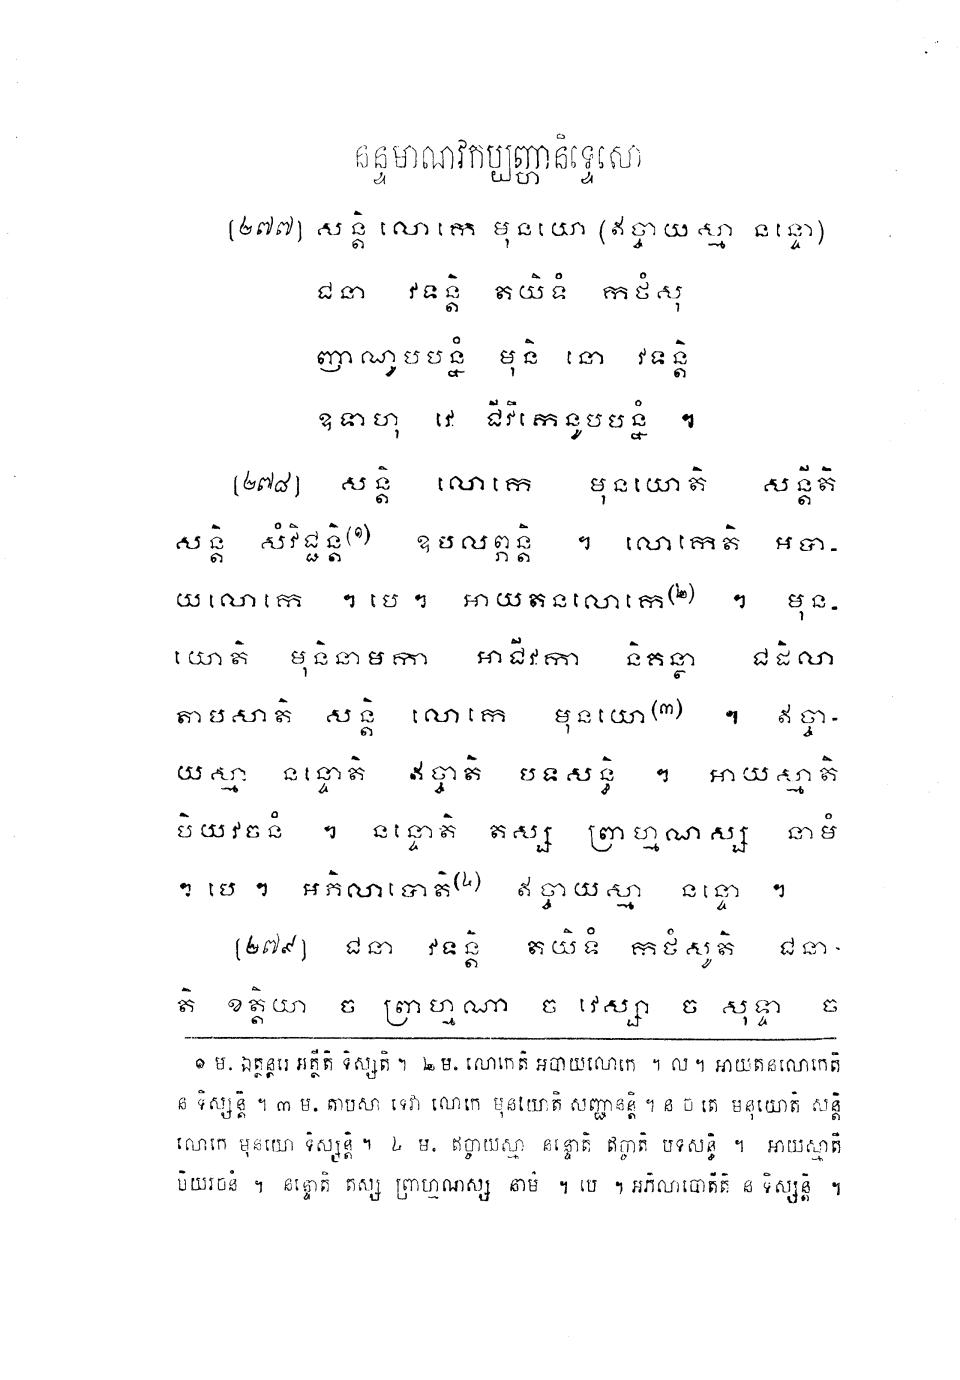 នន្ទមាណវកប្បញ្ហានិទ្ទេសោ
(២៧៧) សន្តិ លោកេ មុនយោ (ឥច្ចាយស្មា នន្ទោ)
ជនា វទន្តិ តយិទំ កថំសុ
ញាណូបបន្នំ មុនិ នោ វទន្តិ
ឧទាហុ វេ ជីវិកេនូបបន្នំ ។
(២៧៨) សន្តិ លោកេ មុនយោតិ សន្តីតិ
សន្តិ សំវិជ្ជន្តិ(១) ឧបលព្ភន្តិ ។ លោកេតិ អបា-
យលោកេ ។ បេ ។ អាយតនលោកេ(២) ។ មុន-
យោតិ មុនិនាមកា អាជីវកា និគន្ថា ជដិលា
តាបសាតិ សន្តិ លោកេ មុនយោ(៣) ។ ឥច្ចា-
យស្មា នន្ទោតិ ឥច្ចាតិ បទសន្ធិ ។ អាយស្មាតិ
បិយវចនំ ។ នន្ទោតិ តស្ស ព្រាហ្មណស្ស នាមំ
។ បេ ។ អភិលាបោតិ(៤) ឥច្ចាយស្មា នន្ទោ ។
(២៧៩) ជនា វទន្តិ តយិទំ កថំសូតិ ជនា-
តិ ខត្តិយា ច ព្រាហ្មណា ច វេស្សា ច សុទ្ទា ច
១ ម. ឯត្ថន្តរេ អត្ថីតិ ទិស្សតិ ។ ២ ម. លោកេតិ អបាយលោកេ ។ ល ។ អាយតនលោកេតិ
ន ទិស្សន្តិ ។ ៣ ម. តាបសា ទេវា លោកេ មុនយោតិ សញ្ជានន្តិ ។ ន ច តេ មនុយោតិ សន្តិ
លោកេ មុនយោ ទិស្សន្តិ ។ ៤ ម. ឥច្ចាយស្មា នន្ទោតិ ឥច្ចាតិ បទសន្ធិ ។ អាយស្មាតិ
បិយវចនំ ។ នន្ទោតិ តស្ស ព្រាហ្មណស្ស នាមំ ។ បេ ។ អភិលាបោតីតិ ន ទិស្សន្តិ ។